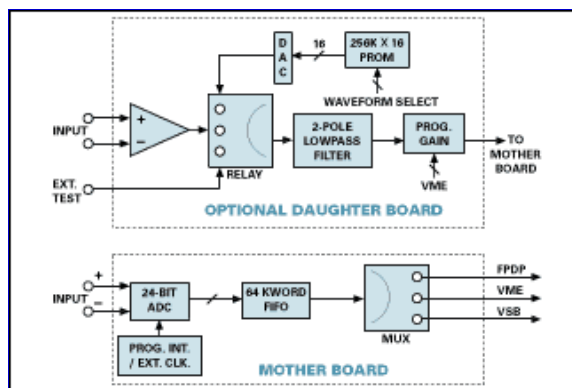 DAC
16
256K X 16
PROM
WAVEFORM SELECT
INPUT
+
−
RELAY
2-POLE
LOWPASS
FILTER
PROG.
GAIN
TO
MOTHER
BOARD
EXT.
TEST
VME
OPTIONAL DAUGHTER BOARD
INPUT
+
−
24-BIT
ADC
64 KWORD
FIFO
MUX
FPDP
VME
VSB
PROG. INT.
/ EXT. CLK.
MOTHER BOARD